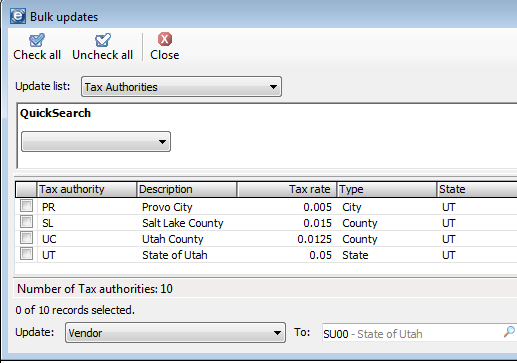 Bulk updates
Check all Uncheck all Close
Update list: Tax Authorities
QuickSearch
Tax authority Description Tax rate Type State
PR Provo City 0.005 City UT
SL Salt Lake County 0.015 County UT
UC Utah County 0.0125 County UT
UT State of Utah 0.05 State UT
Number of Tax authorities: 10
0 of 10 records selected.
Update: Vendor To: SU00 - State of Utah